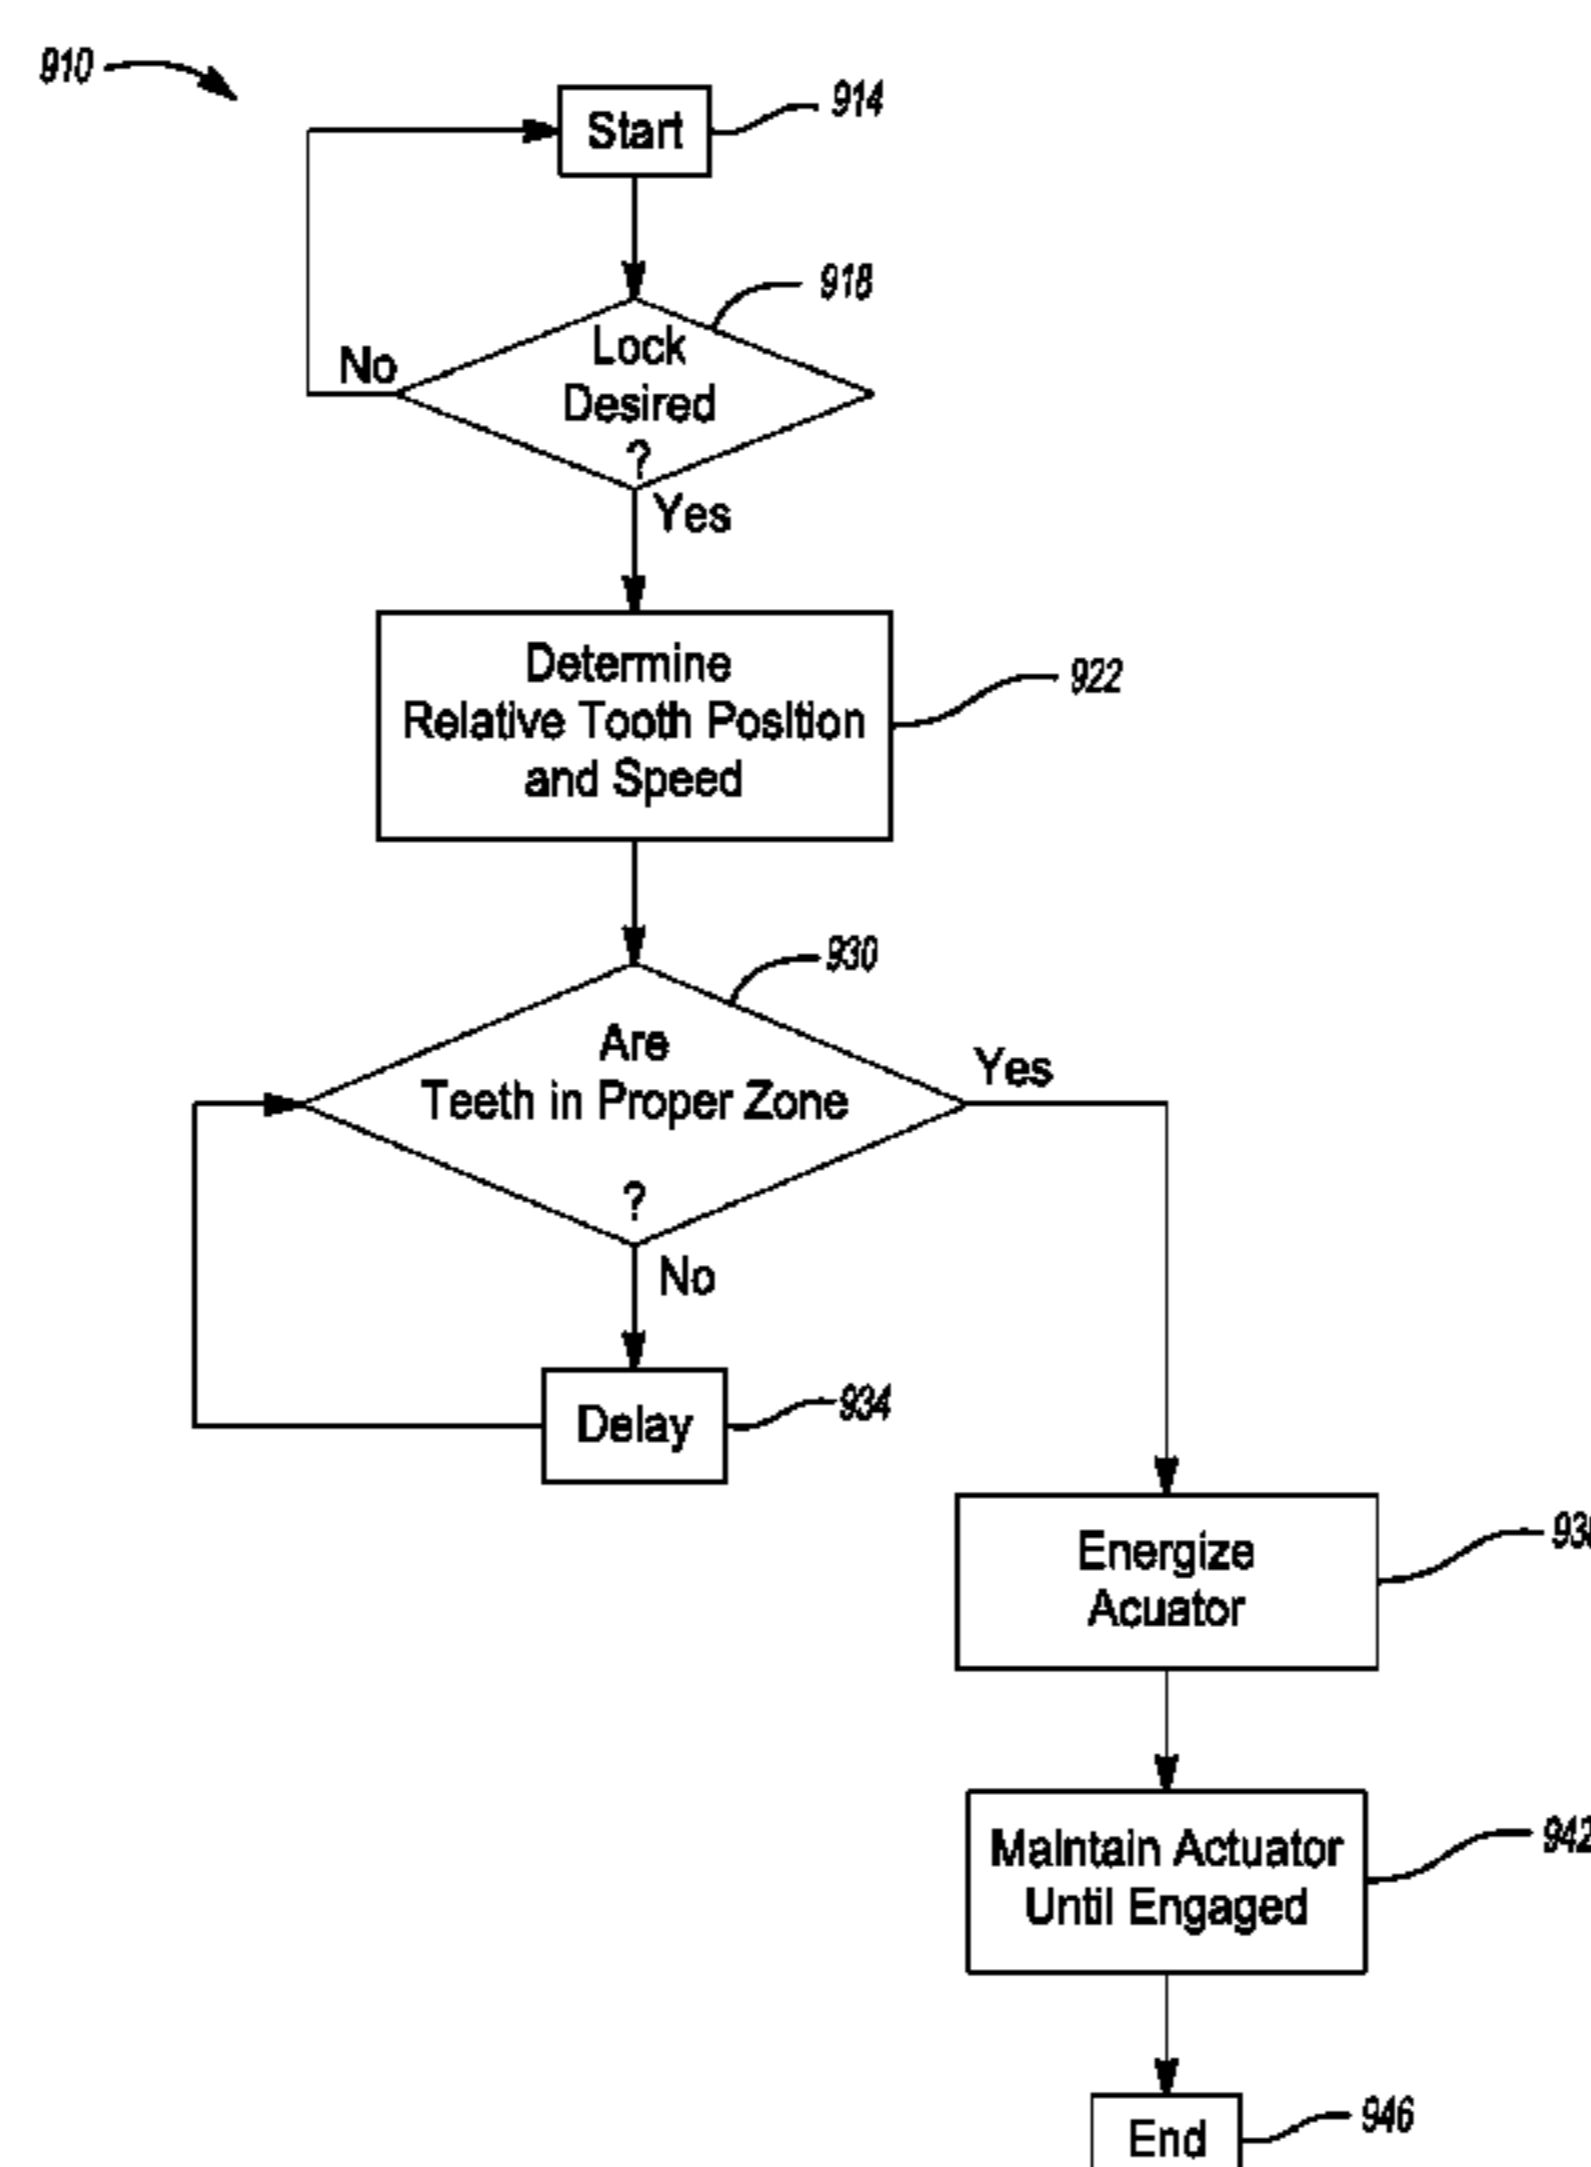 910
Start
914
918
Lock
Desired
?
No
Yes
Determine
Relative Tooth Position
and Speed
922
930
Are
Teeth in Proper Zone
?
Yes
No
Delay
934
Energize
Acuator
Maintain Actuator
Until Engaged
942
End
946